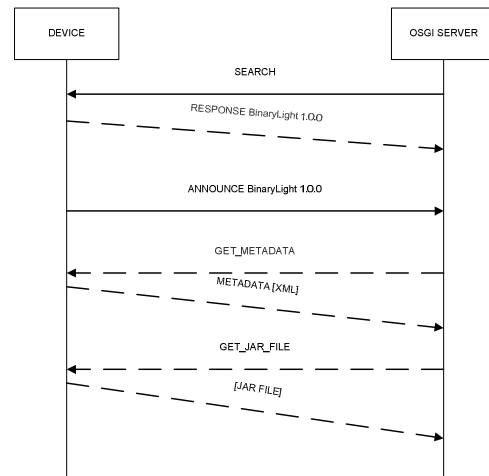 DEVICE
OSGI SERVER
SEARCH
RESPONSE BinaryLight 1.0.0
ANNOUNCE BinaryLight 1.0.0
GET_METADATA
METADATA [XML]
GET_JAR_FILE
[JAR FILE]